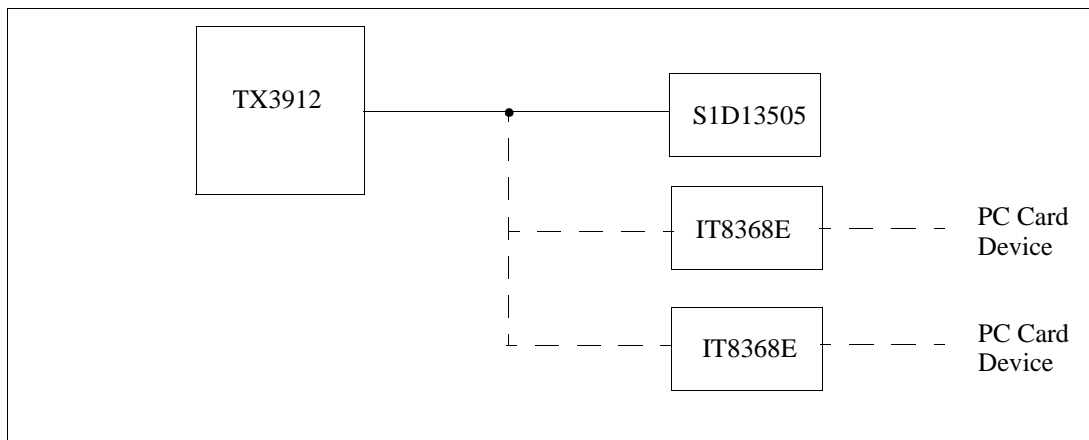 TX3912
S1D13505
IT8368E
PC Card
Device
IT8368E
PC Card
Device